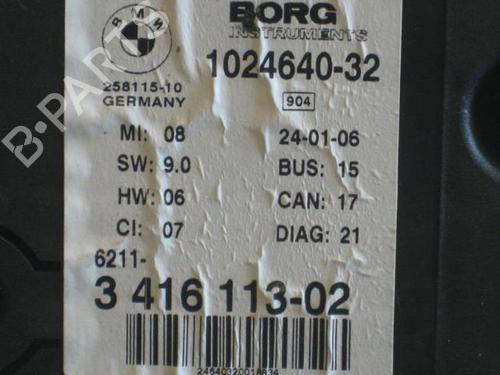 BMW
BORG
INSTRUMENTS
1024640-32
258115-10
GERMANY
904
MI: 08
24-01-06
SW: 9.0
BUS: 15
HW: 06
CAN: 17
CI: 07
DIAG: 21
6211-
3 416 113-02
B-PARTS